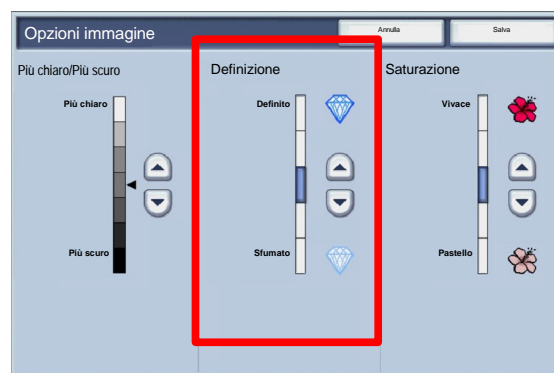 Opzioni immagine
Annulla
Salva
Più chiaro/Più scuro
Definizione
Saturazione
Più chiaro
Definito
Vivace
Più scuro
Sfumato
Pastello